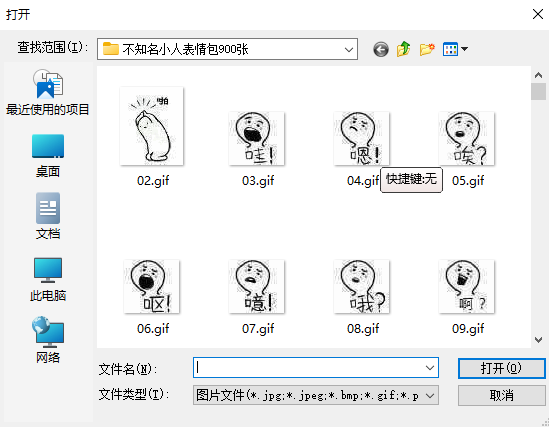 打开
查找范围(I):
不知名小人表情包900张
最近使用的项目
桌面
文档
此电脑
网络
啪
哇!
嗯!
唉?
02.gif
03.gif
04.gif
05.gif
快捷键:无
呕!
噫!
哦?
啊?
06.gif
07.gif
08.gif
09.gif
文件名(N):
打开(O)
文件类型(T):
图片文件(*.jpg;*.jpeg;*.bmp;*.gif;*.p
取消